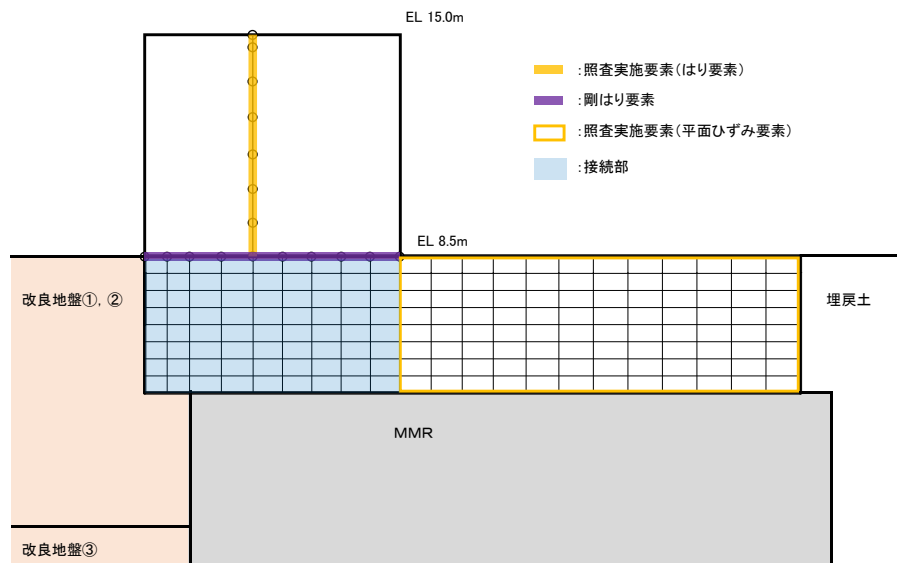 EL 15.0m
:照査実施要素(はり要素)
:剛はり要素
:照査実施要素(平面ひずみ要素)
:接続部
EL 8.5m
改良地盤①, ②
埋戻土
MMR
改良地盤③